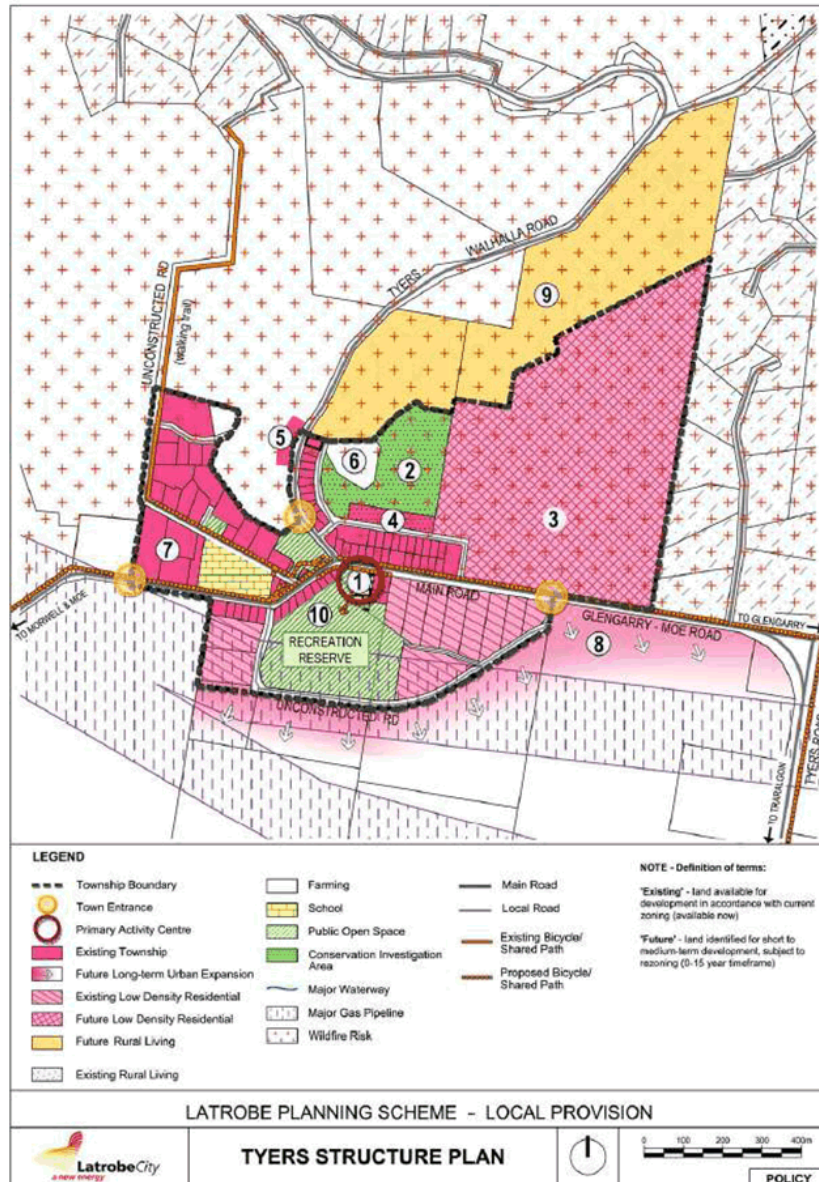 WALHALLA ROAD
TYERS
UNCONSTRUCTED RD
(walking trail)
9
5
6
2
3
4
7
1
MAIN ROAD
10
RECREATION
RESERVE
GLENGARRY - MOE ROAD
TO GLENGARRY
TO MORWELL & MOE
8
UNCONSTRUCTED RD
TYERS ROAD
TO TRARALGON
LEGEND
Township Boundary
Town Entrance
Primary Activity Centre
Existing Township
Future Long-term Urban Expansion
Existing Low Density Residential
Future Low Density Residential
Future Rural Living
Existing Rural Living
Farming
School
Public Open Space
Conservation Investigation
Area
Major Waterway
Major Gas Pipeline
Wildfire Risk
Main Road
Local Road
Existing Bicycle/
Shared Path
Proposed Bicycle/
Shared Path
NOTE - Definition of terms:
'Existing' - land available for
development in accordance with current
zoning (available now)
'Future' - land identified for short to
medium-term development, subject to
rezoning (0-15 year timeframe)
LATROBE PLANNING SCHEME - LOCAL PROVISION
LatrobeCity
a new energy
TYERS STRUCTURE PLAN
0 100 200 300 400m
POLICY